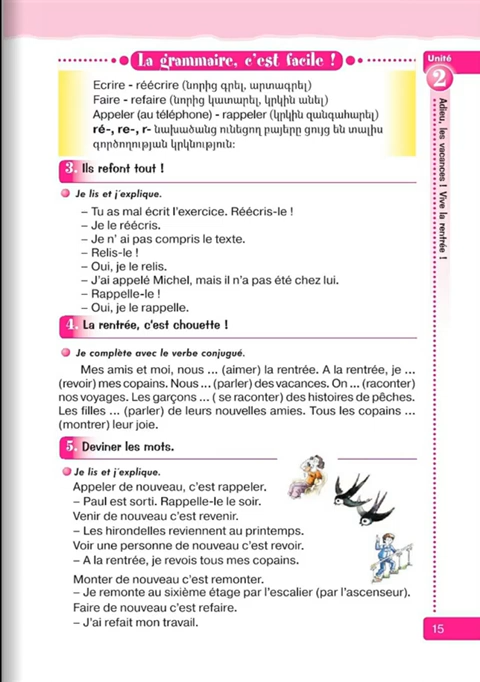 La grammaire, c'est facile !
Unité
2
Adieu, les vacances ! Vive la rentrée !
Ecrire - réécrire (նորից գրել, արտագրել)
Faire - refaire (նորից կատարել, կրկին անել)
Appeler (au téléphone) - rappeler (կրկին զանգահարել)
ré-, re-, r- նախածանց ունեցող բայերը ցույց են տալիս
գործողության կրկնություն:
3. Ils refont tout !
Je lis et j'explique.
– Tu as mal écrit l'exercice. Réécris-le !
– Je le réécris.
– Je n' ai pas compris le texte.
– Relis-le !
– Oui, je le relis.
– J'ai appelé Michel, mais il n'a pas été chez lui.
– Rappelle-le !
– Oui, je le rappelle.
4. La rentrée, c'est chouette !
Je complète avec le verbe conjugué.
Mes amis et moi, nous ... (aimer) la rentrée. A la rentrée, je ...
(revoir) mes copains. Nous ... (parler) des vacances. On ... (raconter)
nos voyages. Les garçons ... ( se raconter) des histoires de pêches.
Les filles ... (parler) de leurs nouvelles amies. Tous les copains ...
(montrer) leur joie.
5. Deviner les mots.
Je lis et j'explique.
Appeler de nouveau, c'est rappeler.
– Paul est sorti. Rappelle-le le soir.
Venir de nouveau c'est revenir.
– Les hirondelles reviennent au printemps.
Voir une personne de nouveau c'est revoir.
– A la rentrée, je revois tous mes copains.
Monter de nouveau c'est remonter.
– Je remonte au sixième étage par l'escalier (par l'ascenseur).
Faire de nouveau c'est refaire.
– J'ai refait mon travail.
15